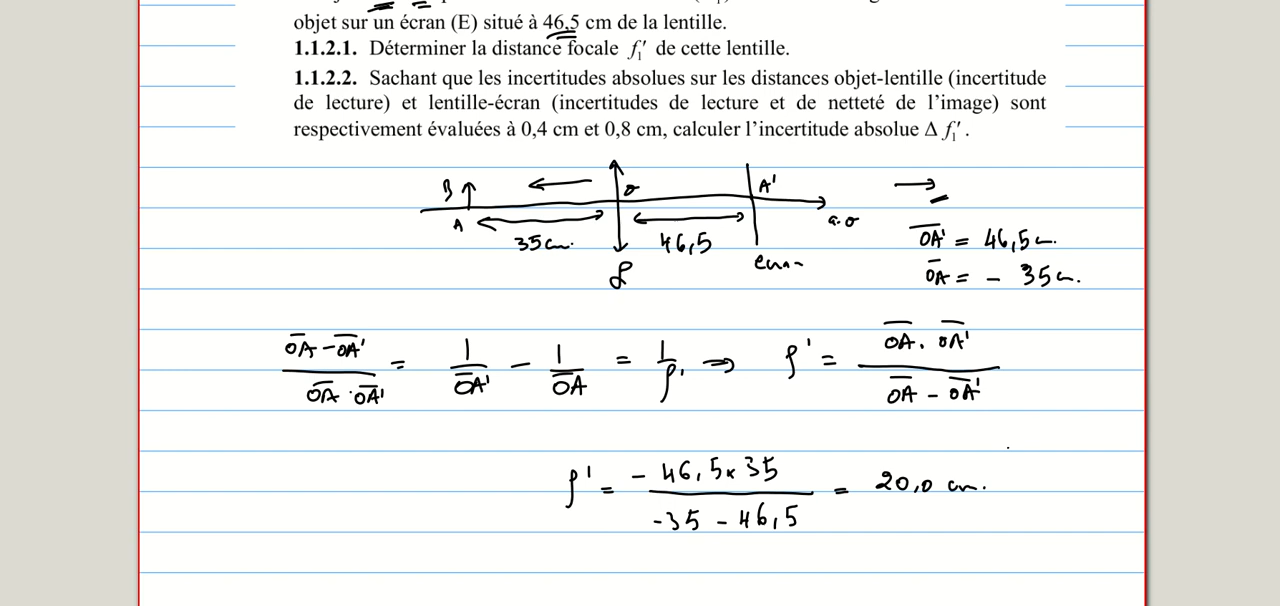 objet sur un écran (E) situé à 46,5 cm de la lentille.
1.1.2.1. Déterminer la distance focale f₁′ de cette lentille.
1.1.2.2. Sachant que les incertitudes absolues sur les distances objet-lentille (incertitude
de lecture) et lentille-écran (incertitudes de lecture et de netteté de l’image) sont
respectivement évaluées à 0,4 cm et 0,8 cm, calculer l’incertitude absolue Δ f₁′ .
B A O A'
35 cm. 46,5 a.o
L ecran
OA' = 46,5 cm.
OA = - 35 cm.
(OA - OA') / (OA · OA') = 1/OA' - 1/OA = 1/f' ⇒ f' = (OA . OA') / (OA - OA')
f' = (- 46,5 x 35) / (-35 - 46,5) = 20,0 cm.